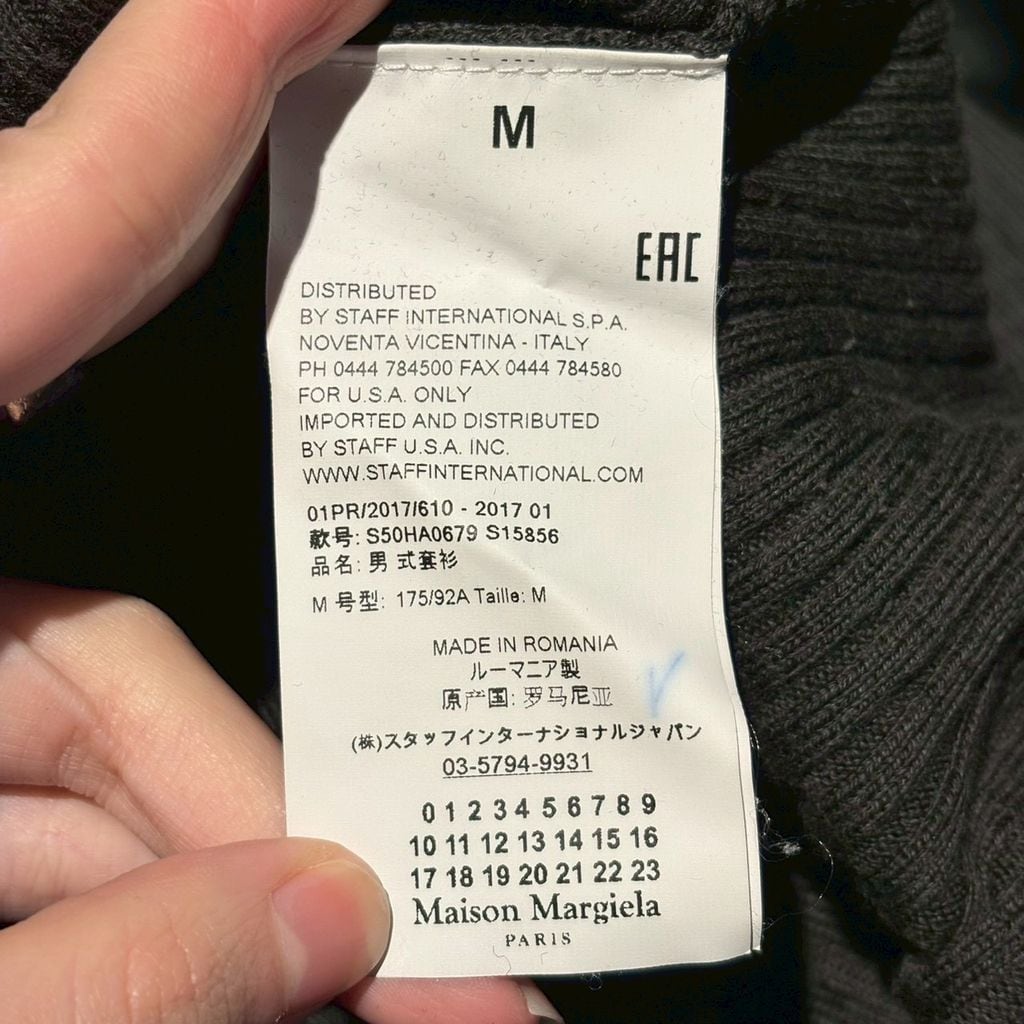 M
EAC
DISTRIBUTED
BY STAFF INTERNATIONAL S.P.A.
NOVENTA VICENTINA - ITALY
PH 0444 784500 FAX 0444 784580
FOR U.S.A. ONLY
IMPORTED AND DISTRIBUTED
BY STAFF U.S.A. INC.
WWW.STAFFINTERNATIONAL.COM
01PR/2017/610 - 2017 01
款号: S50HA0679 S15856
品名: 男 式套衫
M 号型: 175/92A Taille: M
MADE IN ROMANIA
ルーマニア製
原产国: 罗马尼亚
(株)スタッフインターナショナルジャパン
03-5794-9931
0 1 2 3 4 5 6 7 8 9
10 11 12 13 14 15 16
17 18 19 20 21 22 23
Maison Margiela
PARIS